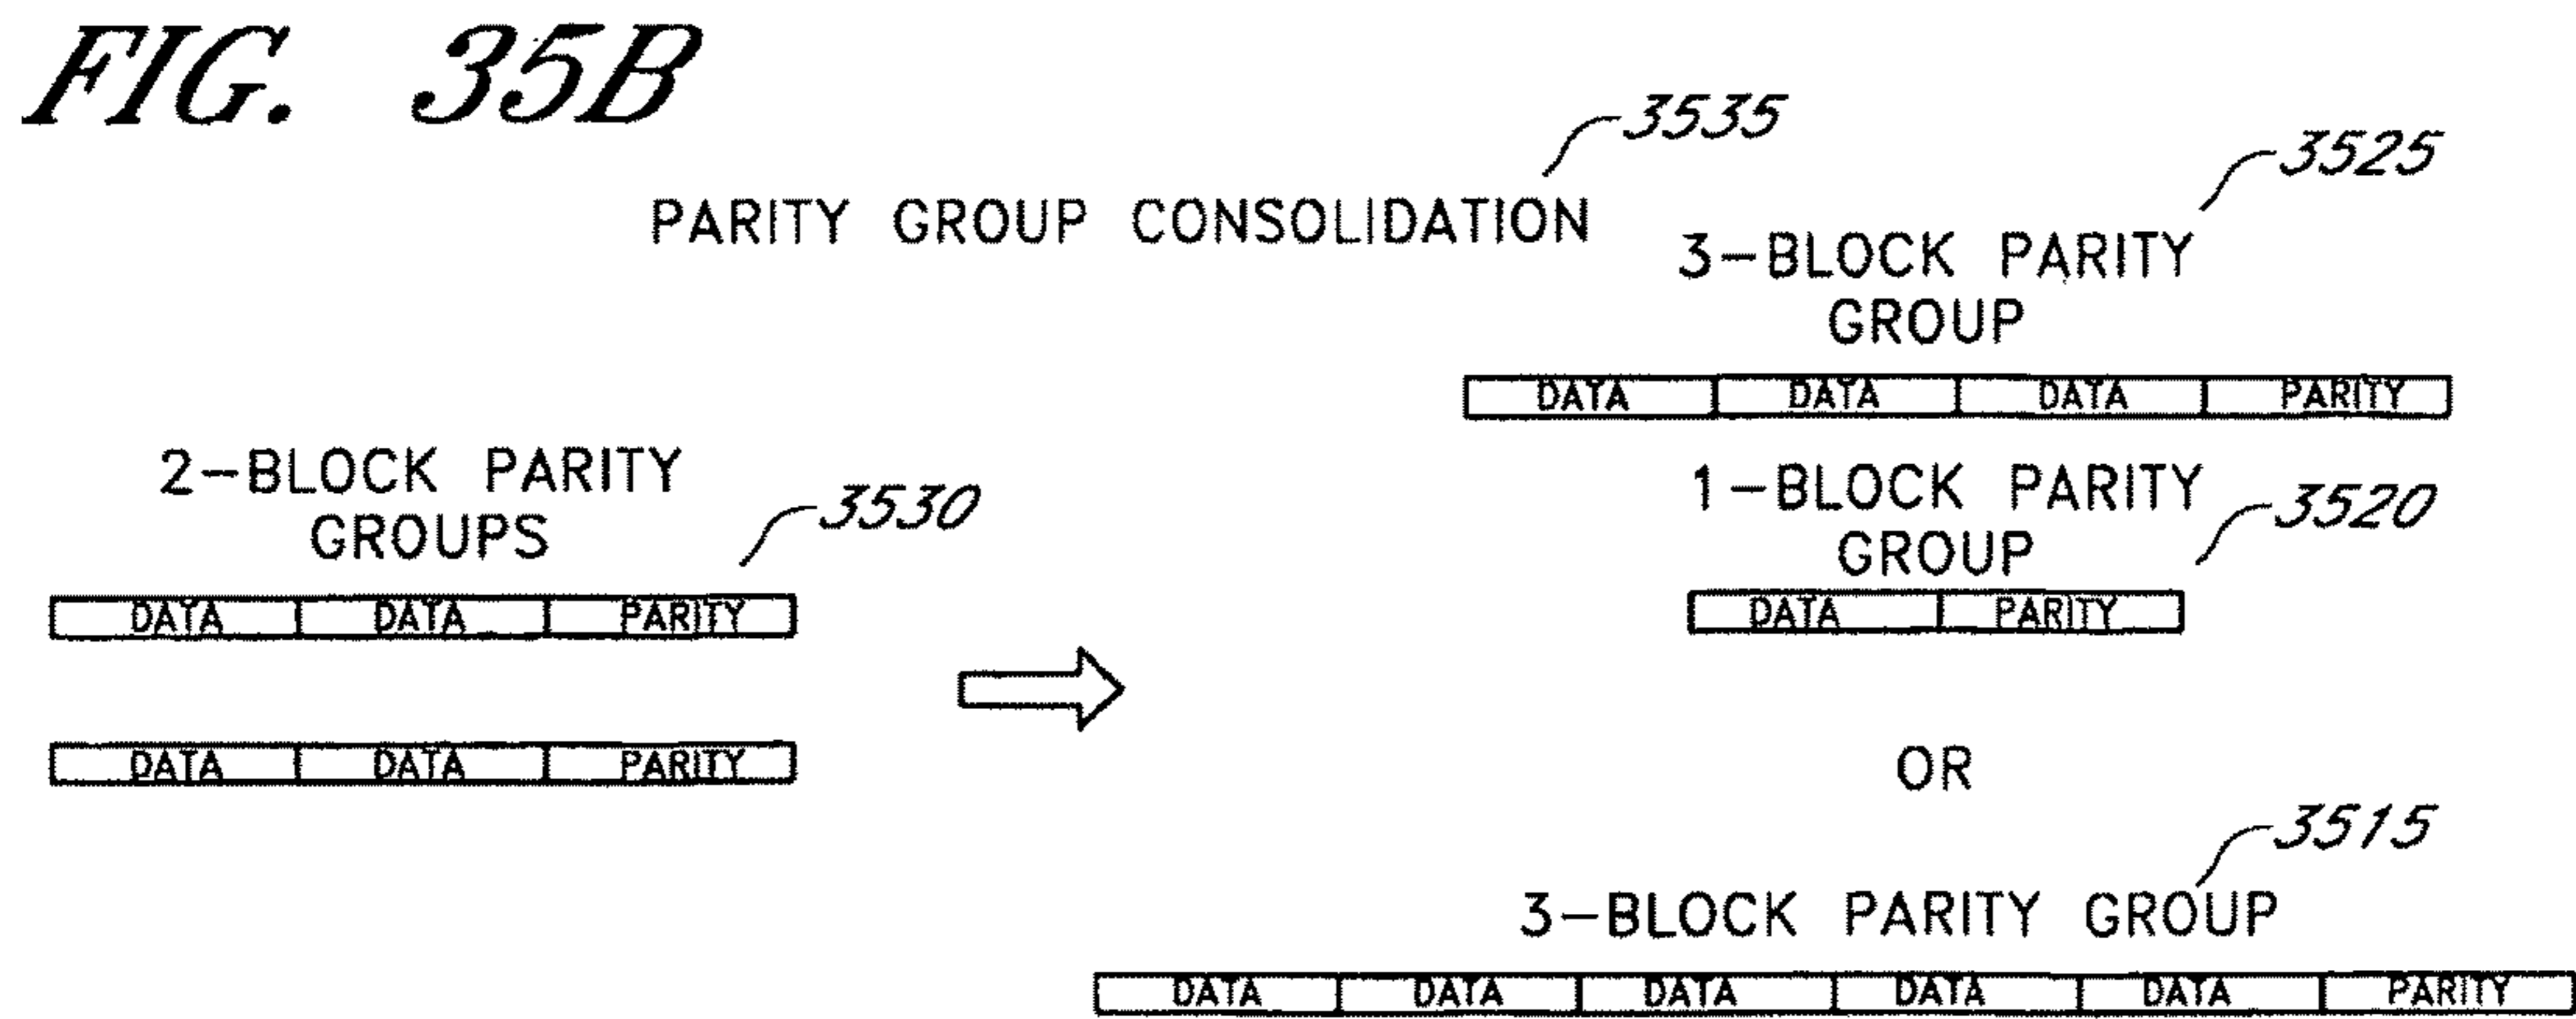 FIG. 35B
3535
PARITY GROUP CONSOLIDATION
2-BLOCK PARITY
GROUPS
3530
DATA DATA PARITY
DATA DATA PARITY
3525
3-BLOCK PARITY
GROUP
DATA DATA DATA PARITY
1-BLOCK PARITY
GROUP
3520
DATA PARITY
OR
3515
3-BLOCK PARITY GROUP
DATA DATA DATA DATA DATA PARITY